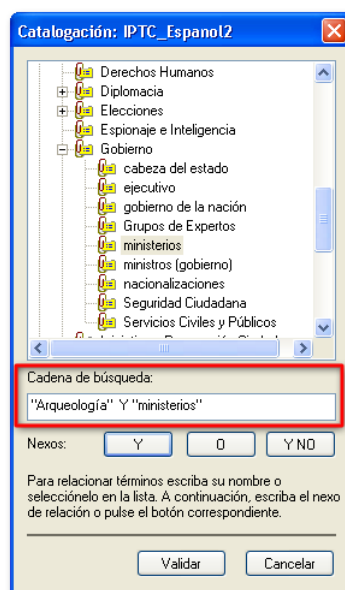 Catalogación: IPTC_Espanol2
Derechos Humanos
Diplomacia
Elecciones
Espionaje e Inteligencia
Gobierno
cabeza del estado
ejecutivo
gobierno de la nación
Grupos de Expertos
ministerios
ministros (gobierno)
nacionalizaciones
Seguridad Ciudadana
Servicios Civiles y Públicos
Cadena de búsqueda:
"Arqueología" Y "ministerios"
Nexos: Y O Y NO
Para relacionar términos escriba su nombre o
selecciónelo en la lista. A continuación, escriba el nexo
de relación o pulse el botón correspondiente.
Validar Cancelar